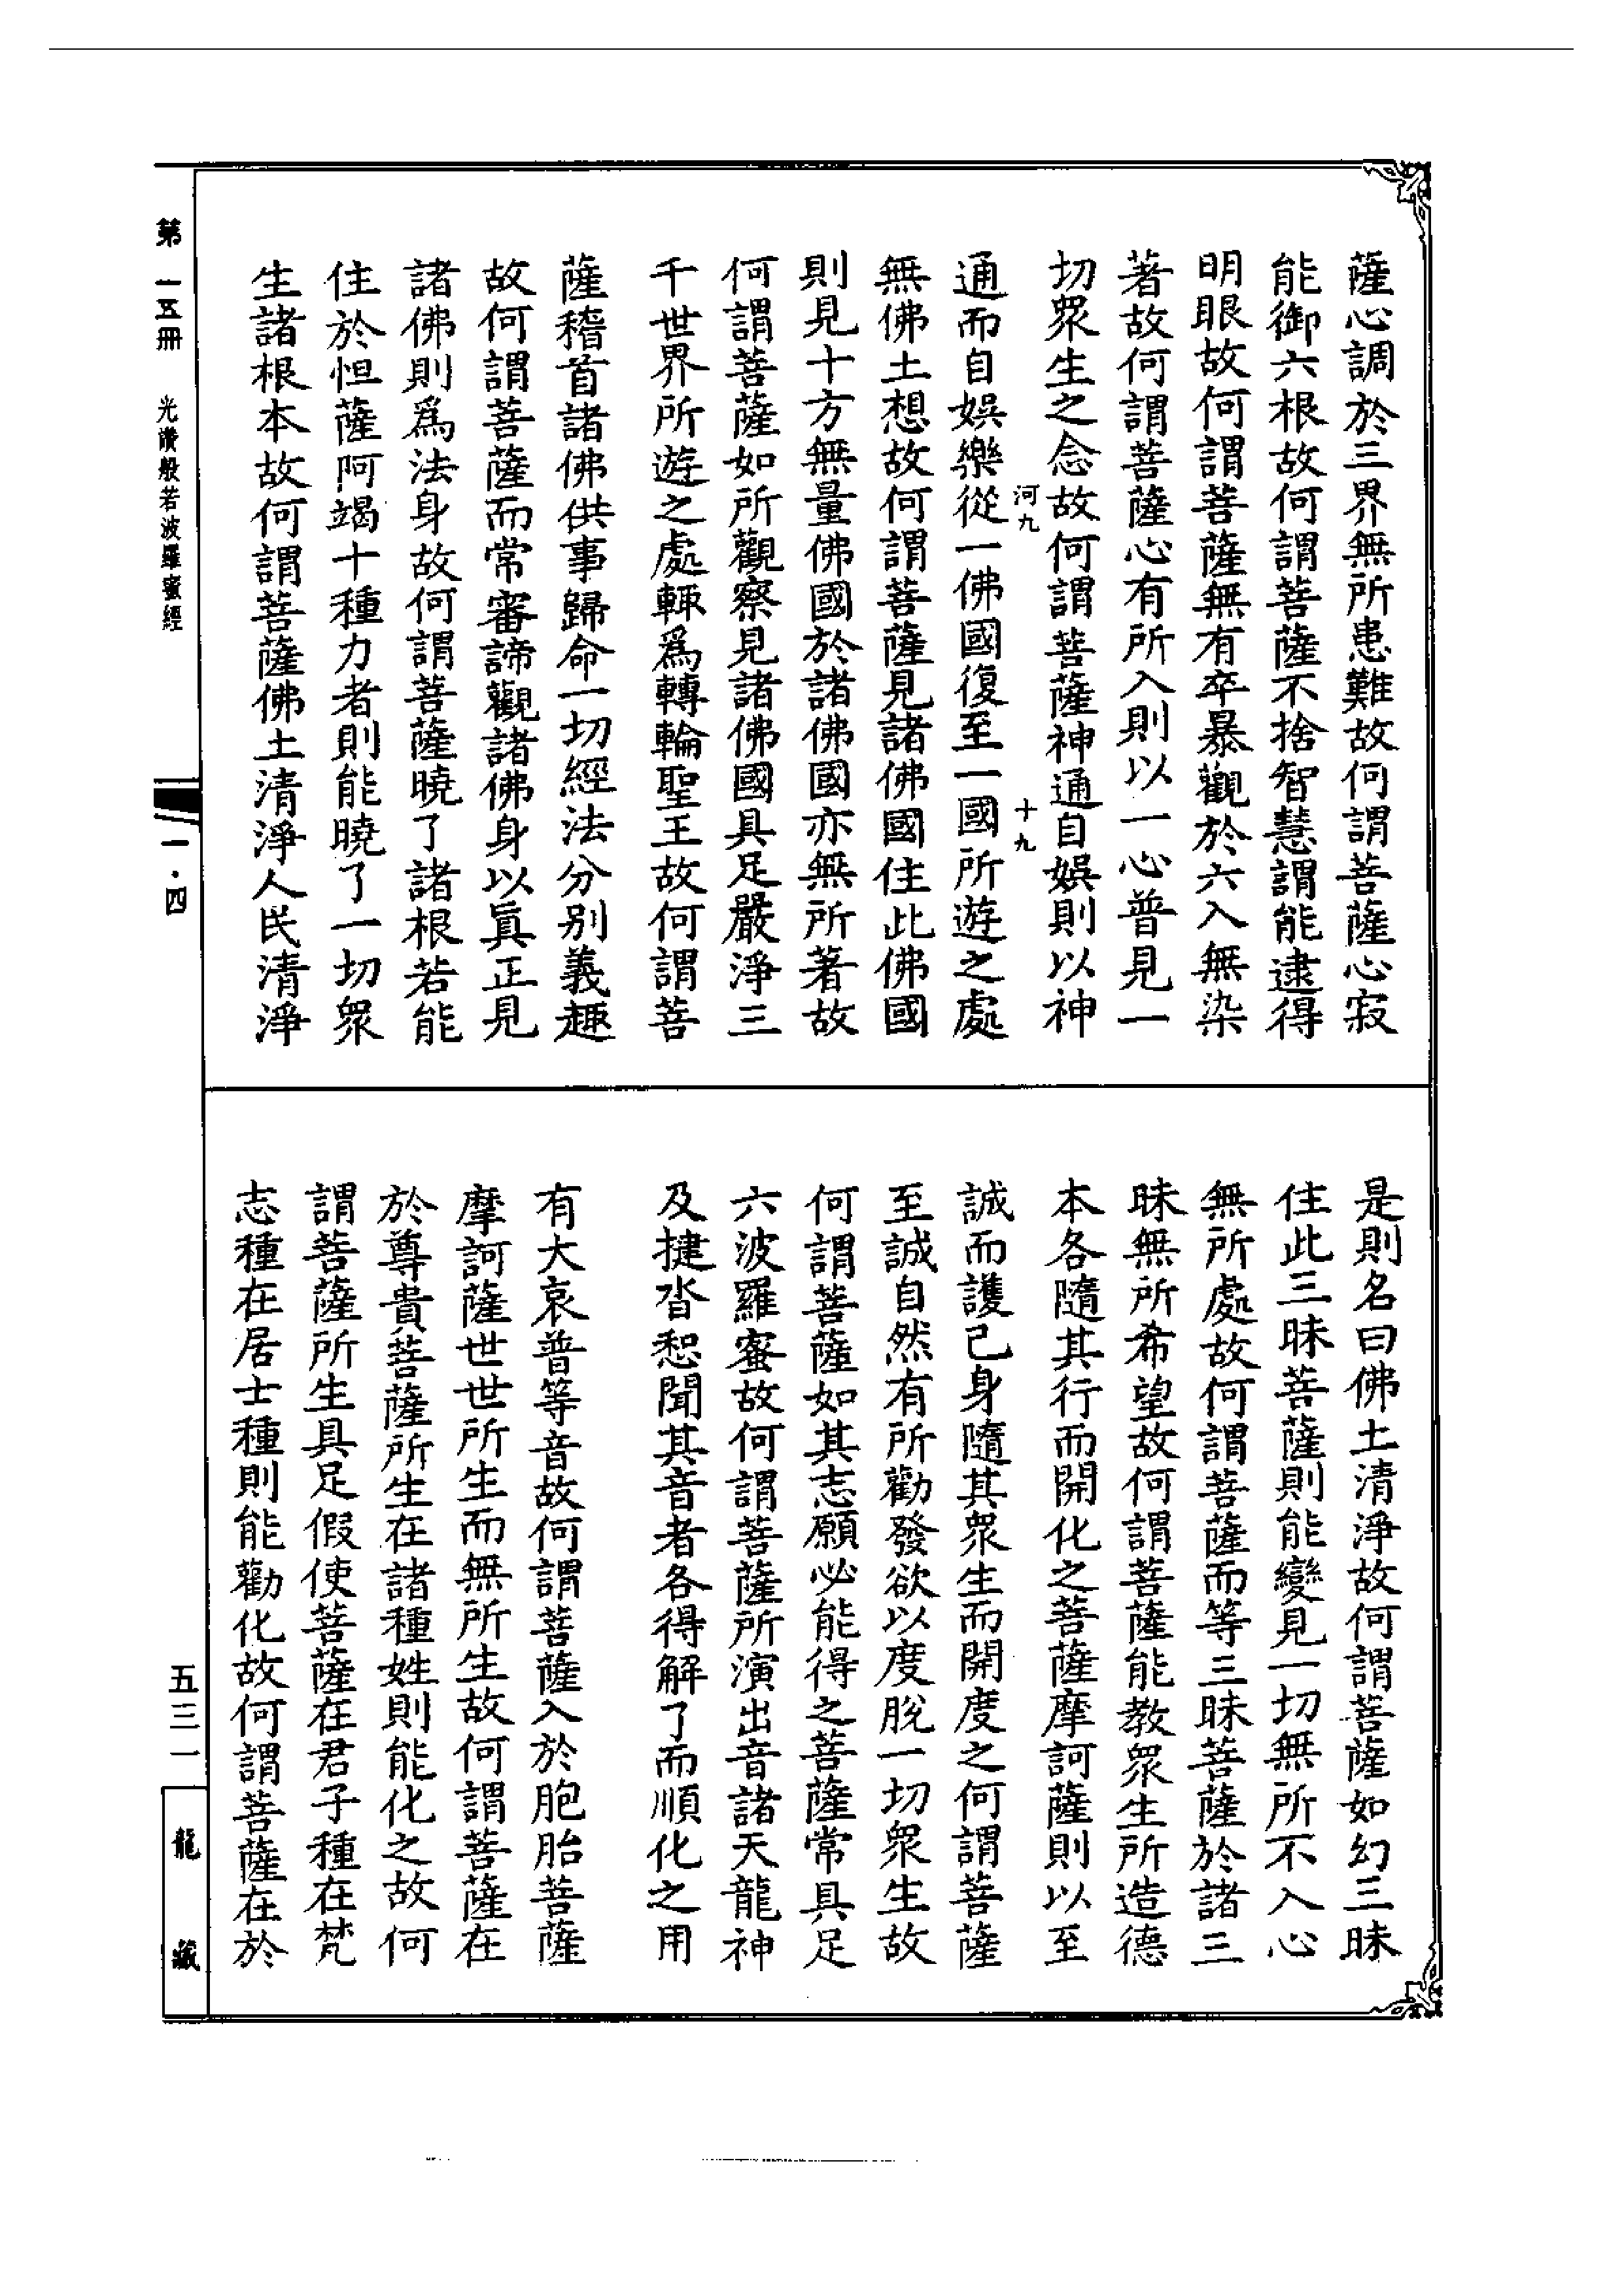 薩心調於三界無所患難故何謂菩薩心寂
能御六根故何謂菩薩不捨智慧謂能逮得
明眼故何謂菩薩無有卒暴觀於六入無染
著故何謂菩薩心有所入則以一心普見一
切眾生之念故何謂菩薩神通自娛則以神
河九 十九
通而自娛樂從一佛國復至一國所遊之處
無佛土想故何謂菩薩見諸佛國住此佛國
則見十方無量佛國於諸佛國亦無所著故
何謂菩薩如所觀察見諸佛國具足嚴淨三
千世界所遊之處輙為轉輪聖王故何謂菩
薩稽首諸佛供事歸命一切經法分別義趣
故何謂菩薩而常審諦觀諸佛身以眞正見
諸佛則為法身故何謂菩薩曉了諸根若能
住於怛薩阿竭十種力者則能曉了一切眾
生諸根本故何謂菩薩佛土清淨人民清淨
是則名曰佛土清淨故何謂菩薩如幻三昧
住此三昧菩薩則能變見一切無所不入心
無所處故何謂菩薩而等三昧菩薩於諸三
昧無所希望故何謂菩薩能教眾生所造德
本各隨其行而開化之菩薩摩訶薩則以至
誠而護己身隨其眾生而開度之何謂菩薩
至誠自然有所勸發欲以度脫一切眾生故
何謂菩薩如其志願必能得之菩薩常具足
六波羅蜜故何謂菩薩所演出音諸天龍神
及揵沓惒聞其音者各得解了而順化之用
有大哀普等音故何謂菩薩入於胞胎菩薩
摩訶薩世世所生而無所生故何謂菩薩在
於尊貴菩薩所生在諸種姓則能化之故何
謂菩薩所生具足假使菩薩在君子種在梵
志種在居士種則能勸化故何謂菩薩在於
第一五冊 光讚般若波羅蜜經
一·四
五三一
龍藏